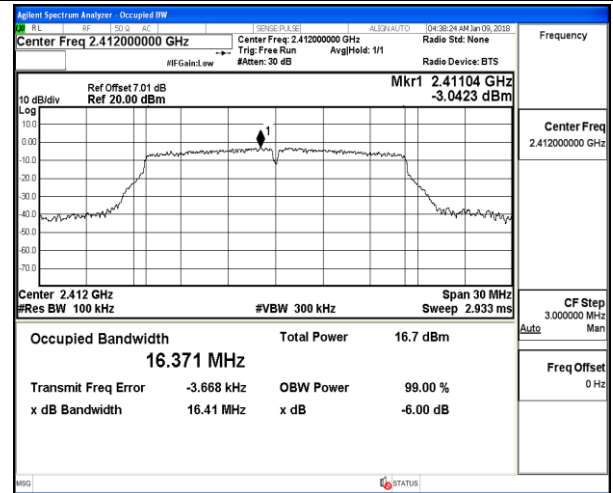 Agilent Spectrum Analyzer - Occupied BW
RL RF 50 Ω AC SENSE:PULSE ALIGNAUTO 04:38:24 AM Jan 09, 2018
Center Freq 2.412000000 GHz
Center Freq: 2.412000000 GHz
Radio Std: None
Trig: Free Run Avg|Hold: 1/1
#IFGain:Low
#Atten: 30 dB
Radio Device: BTS
Frequency
Mkr1 2.41104 GHz
-3.0423 dBm
Ref Offset 7.01 dB
10 dB/div Ref 20.00 dBm
Log
10.0
0.00
-10.0
-20.0
-30.0
-40.0
-50.0
-60.0
-70.0
1
Center Freq
2.412000000 GHz
Center 2.412 GHz
Span 30 MHz
#Res BW 100 kHz
#VBW 300 kHz
Sweep 2.933 ms
CF Step
3.000000 MHz
Auto Man
Occupied Bandwidth
16.371 MHz
Total Power 16.7 dBm
Transmit Freq Error -3.668 kHz
OBW Power 99.00 %
x dB Bandwidth 16.41 MHz
x dB -6.00 dB
Freq Offset
0 Hz
MSG
STATUS